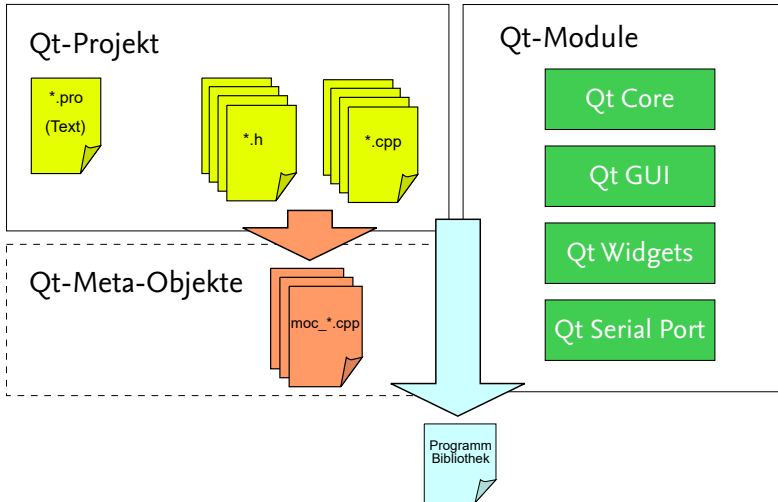 Qt-Projekt
*.pro
(Text)
*.h
*.cpp
Qt-Meta-Objekte
moc_*.cpp
Qt-Module
Qt Core
Qt GUI
Qt Widgets
Qt Serial Port
Programm
Bibliothek